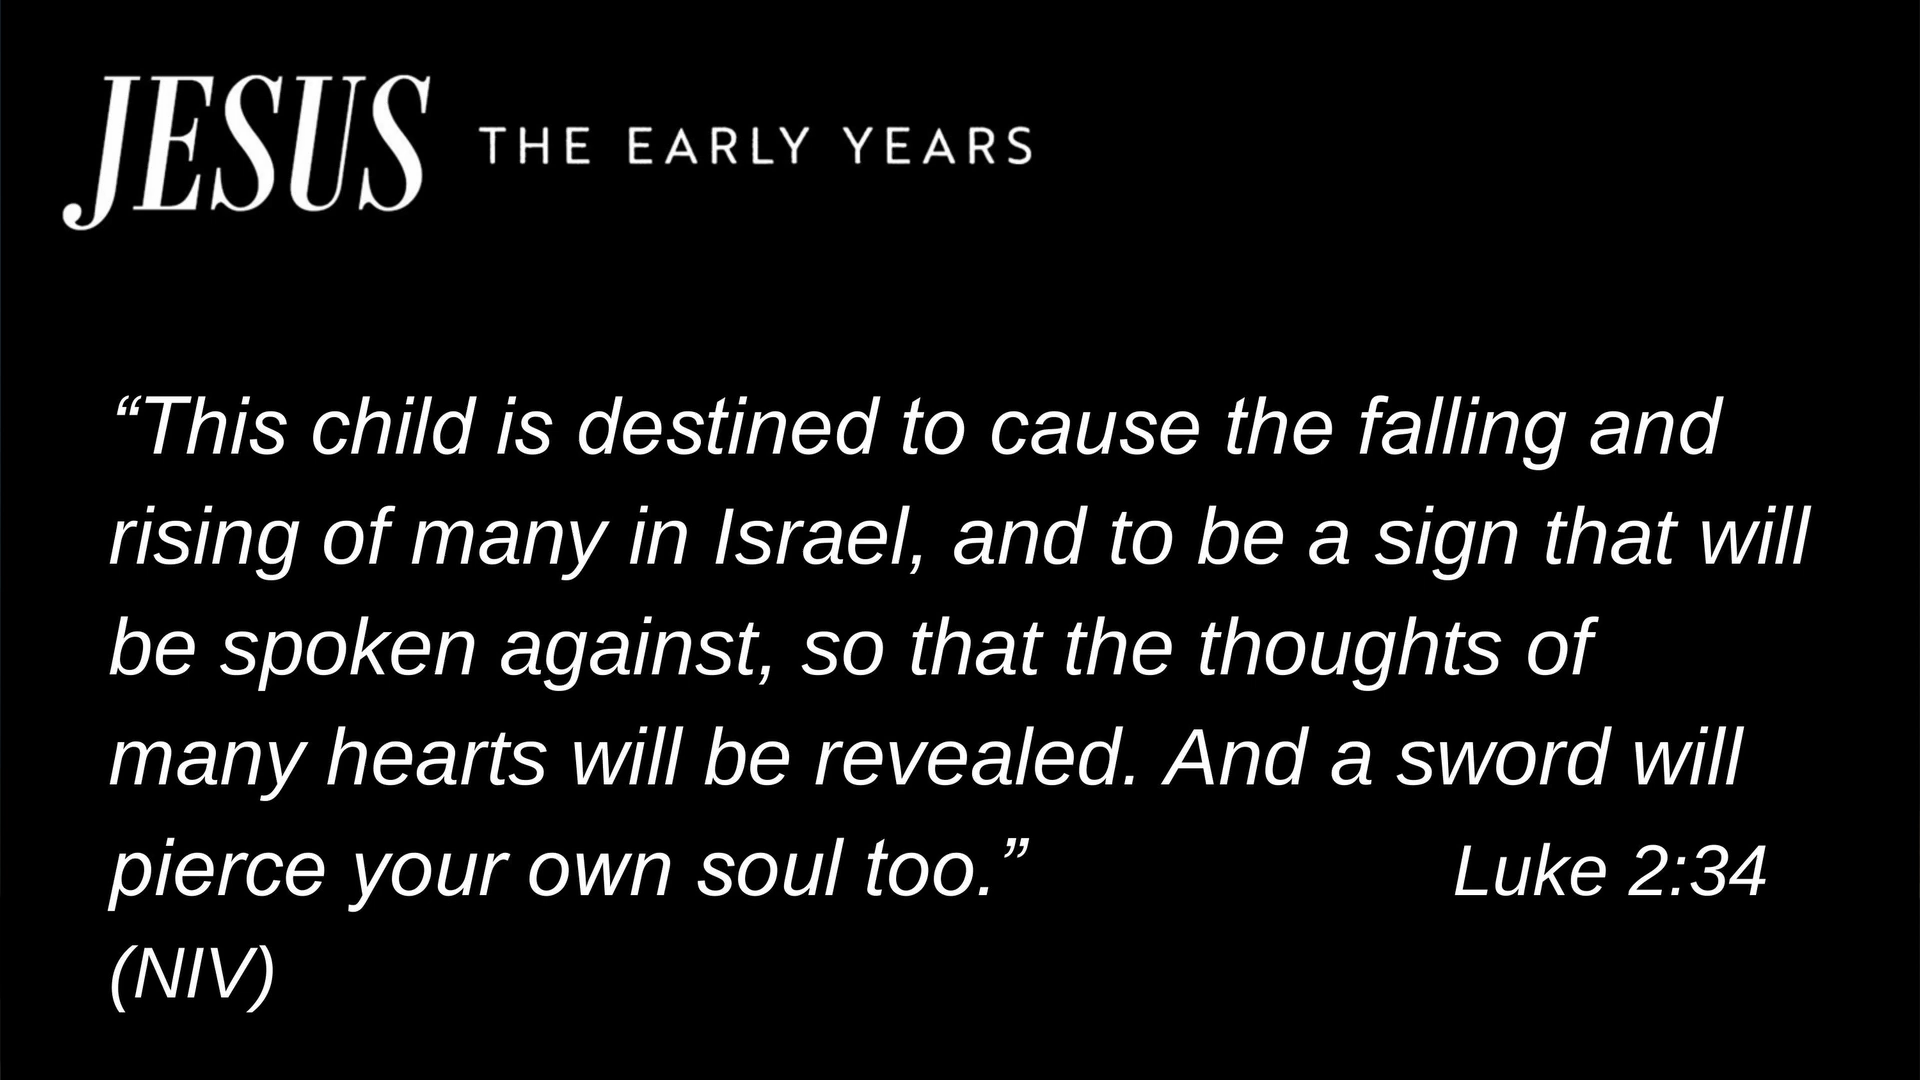 JESUS THE EARLY YEARS
“This child is destined to cause the falling and
rising of many in Israel, and to be a sign that will
be spoken against, so that the thoughts of
many hearts will be revealed. And a sword will
pierce your own soul too.” Luke 2:34
(NIV)